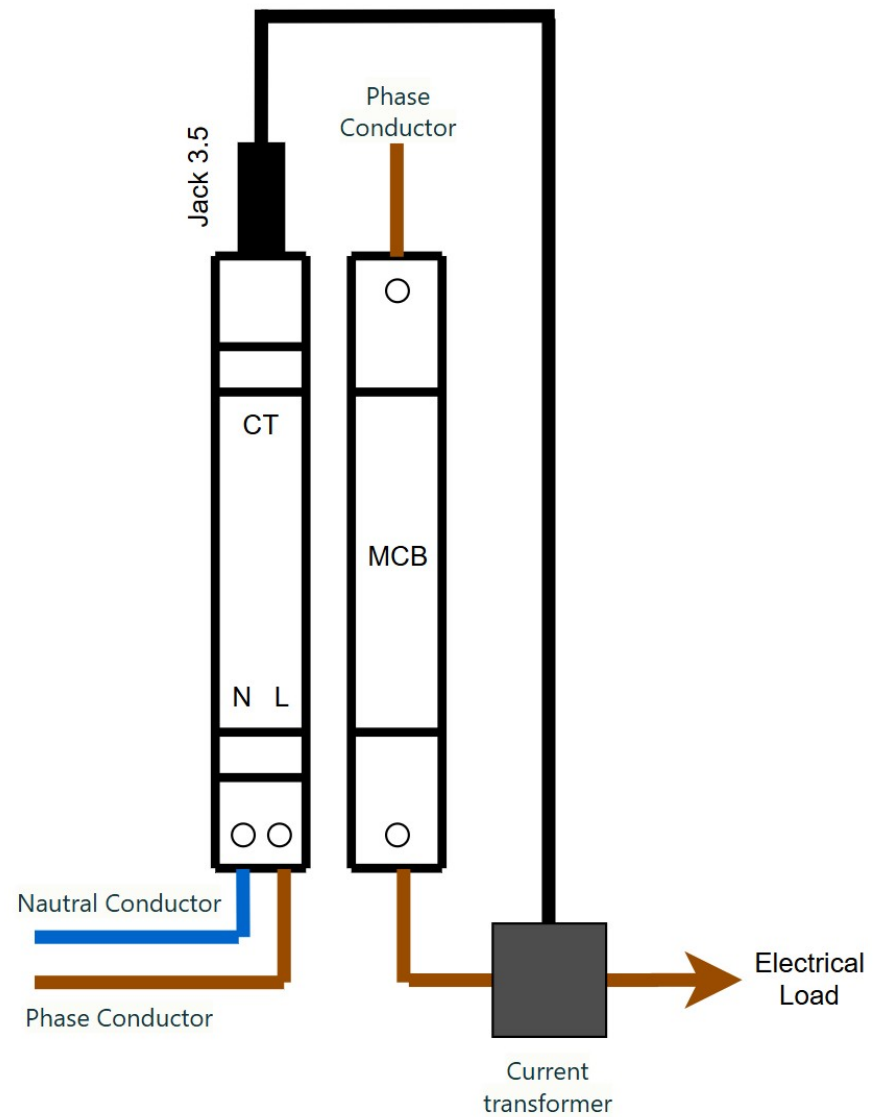 Jack 3.5
Phase
Conductor
CT
MCB
N L
Nautral Conductor
Phase Conductor
Electrical
Load
Current
transformer